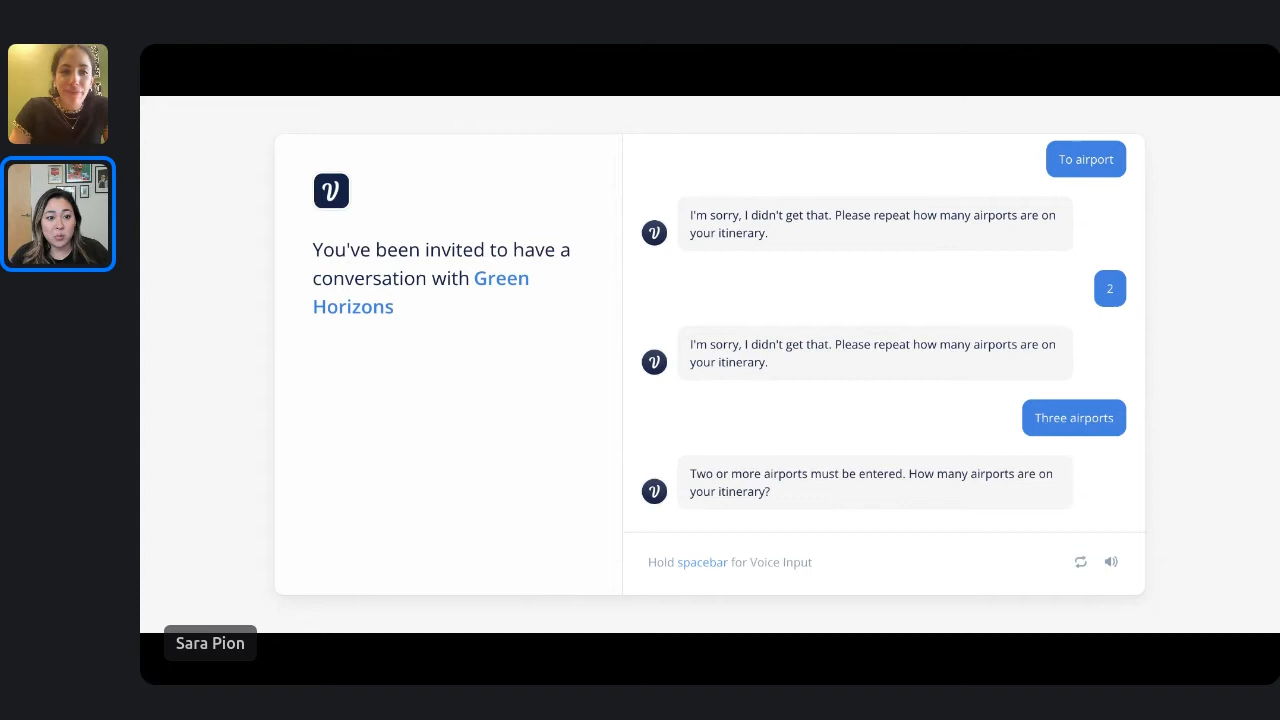 To airport
I'm sorry, I didn't get that. Please repeat how many airports are on
your itinerary.
2
You've been invited to have a
conversation with Green
Horizons
I'm sorry, I didn't get that. Please repeat how many airports are on
your itinerary.
Three airports
Two or more airports must be entered. How many airports are on
your itinerary?
Hold spacebar for Voice Input
Sara Pion